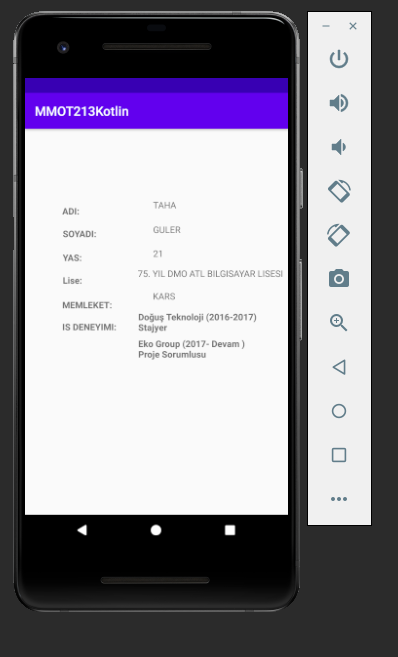 MMOT213Kotlin
ADI: TAHA
SOYADI: GULER
YAS: 21
Lise: 75. YIL DMO ATL BILGISAYAR LISESI
MEMLEKET: KARS
IS DENEYIMI: Doğuş Teknoloji (2016-2017)
Stajyer
Eko Group (2017- Devam )
Proje Sorumlusu